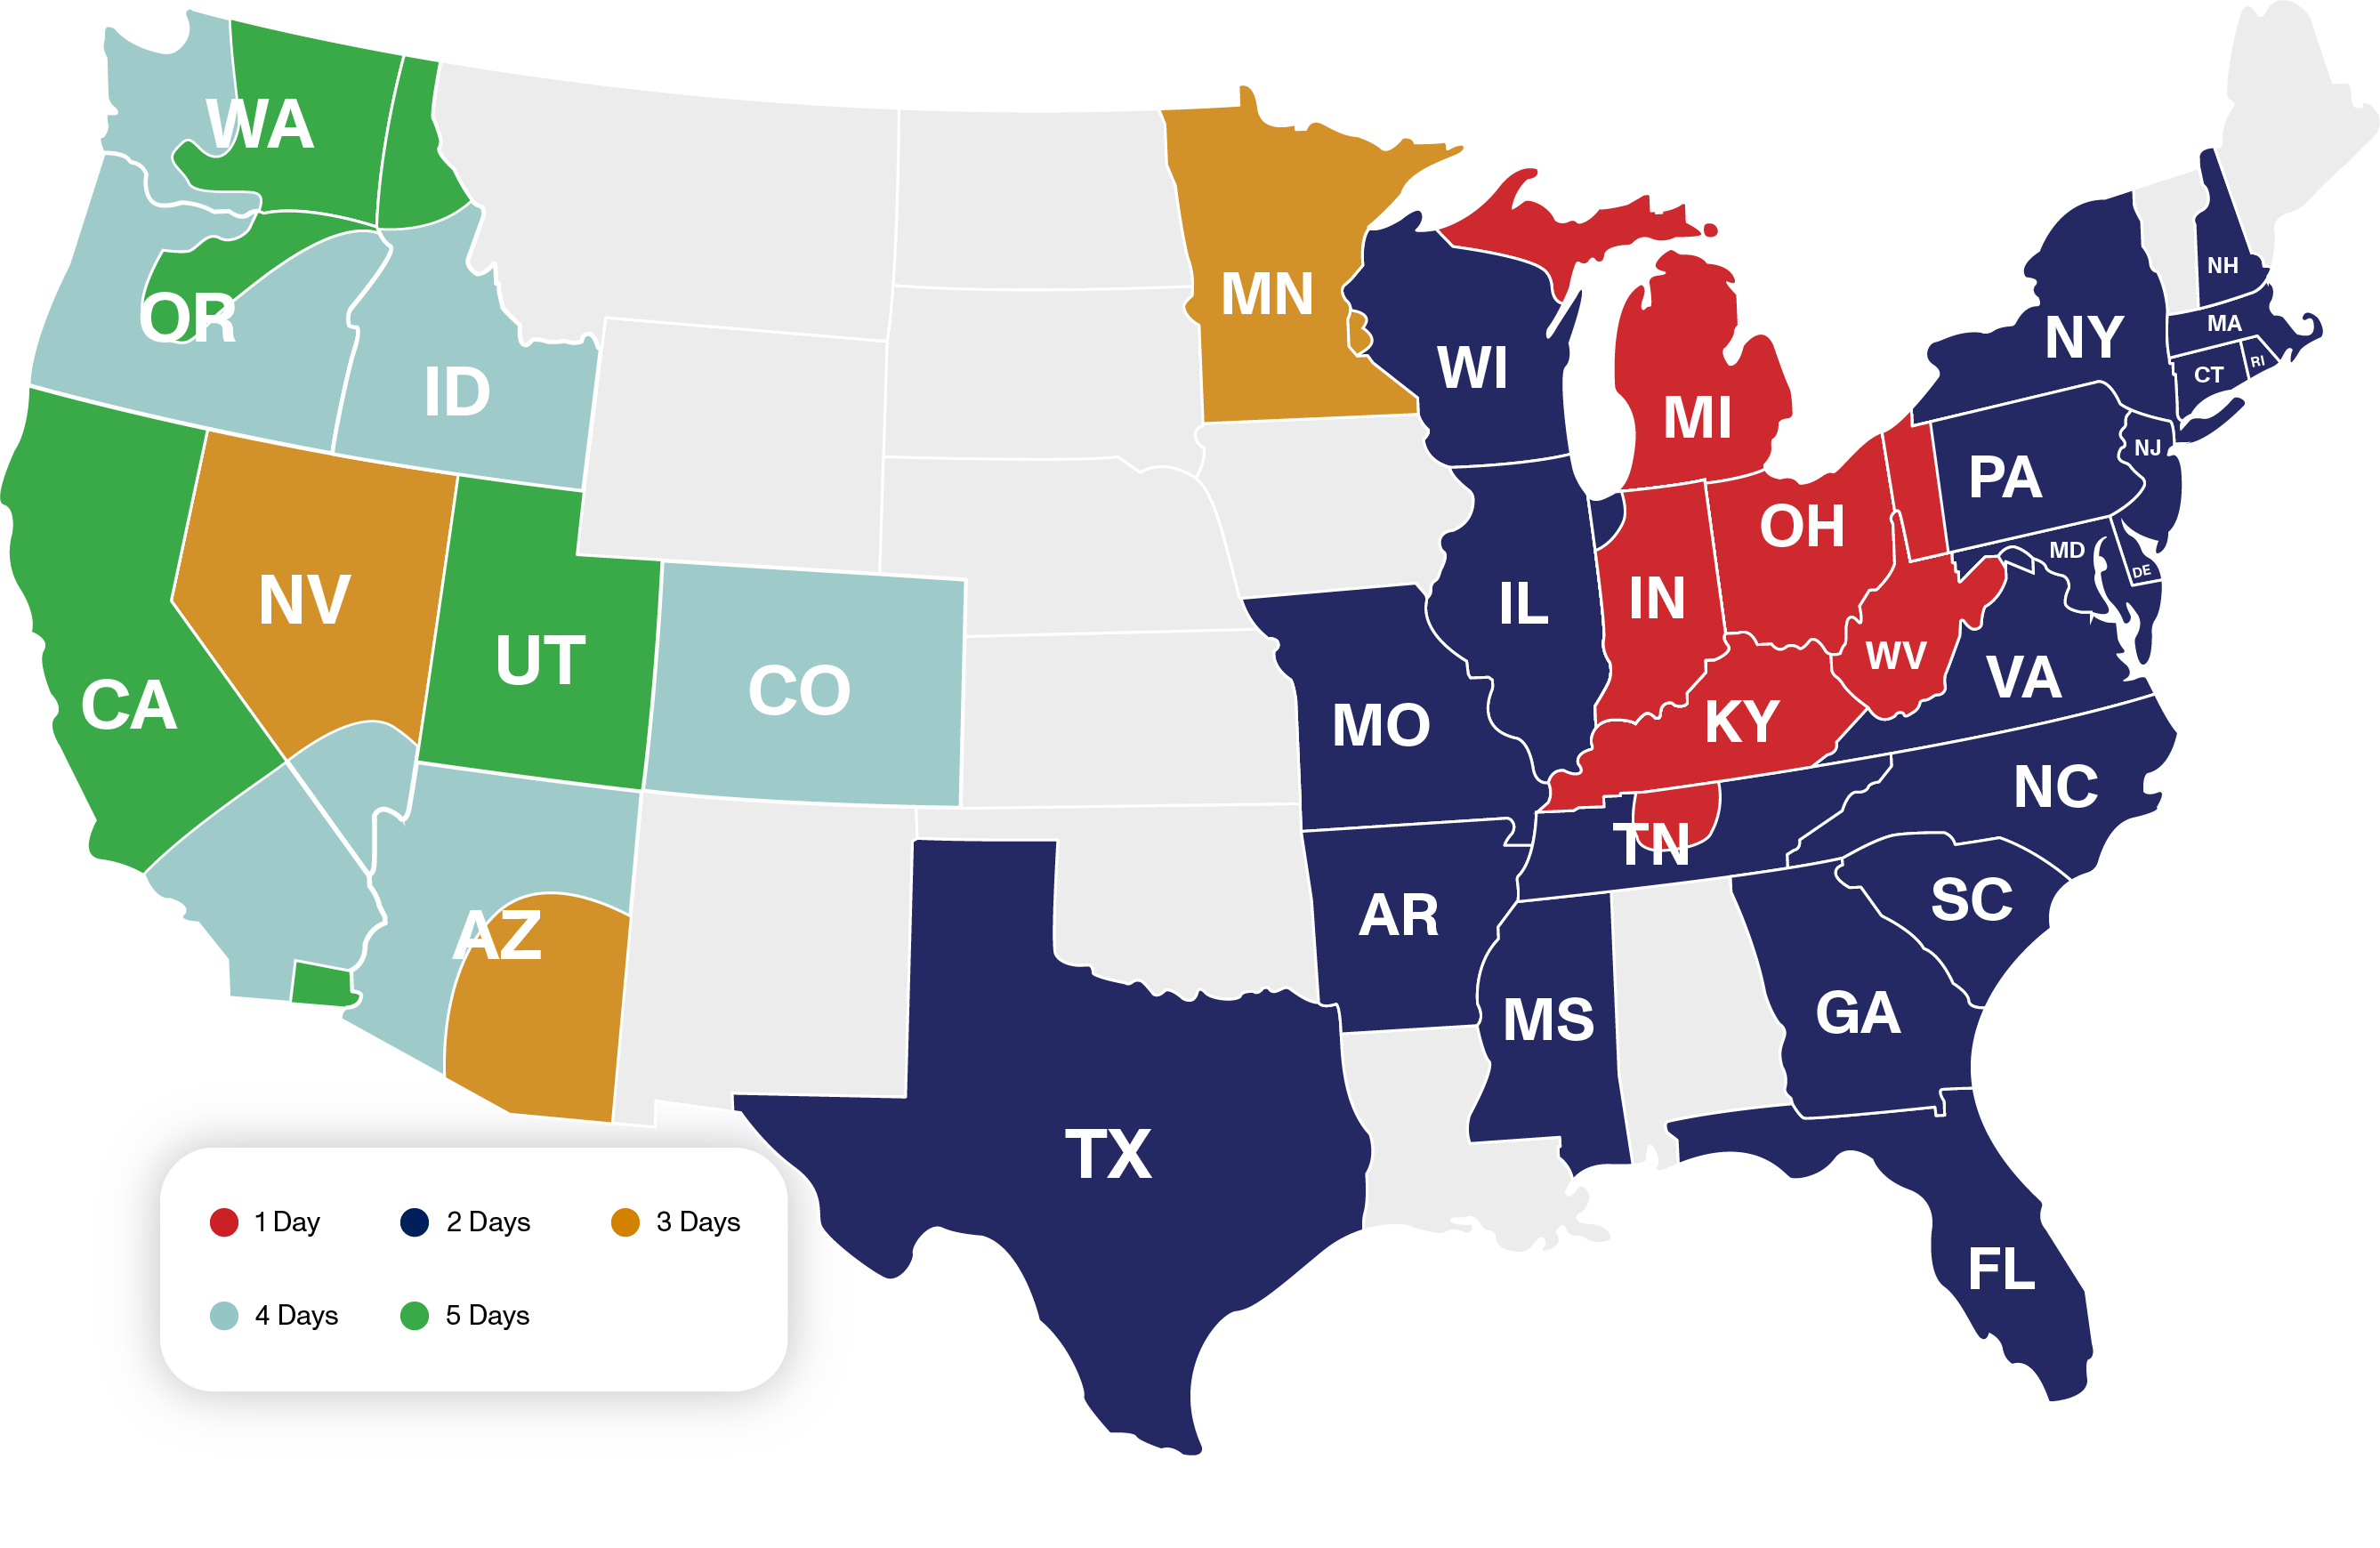 WA
OR
ID
MN
WI
MI
NY
NH
MA
CT
RI
PA
NJ
OH
MD
DE
NV
UT
CO
CA
IL
IN
WV
VA
MO
KY
NC
TN
AZ
AR
SC
MS
GA
TX
FL
1 Day
2 Days
3 Days
4 Days
5 Days